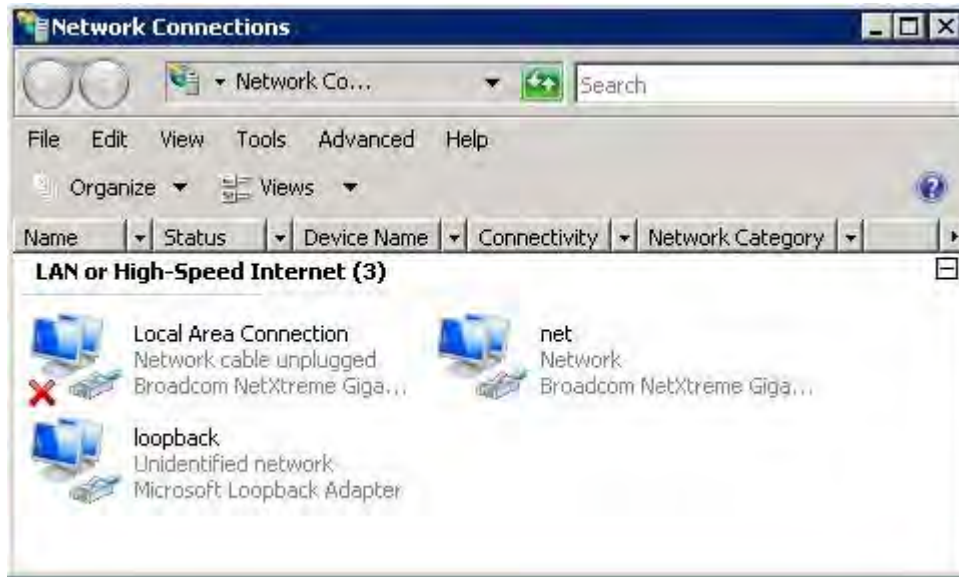 Network Connections
Network Co...
Search
File Edit View Tools Advanced Help
Organize Views
Name Status Device Name Connectivity Network Category
LAN or High-Speed Internet (3)
Local Area Connection
Network cable unplugged
Broadcom NetXtreme Giga...
net
Network
Broadcom NetXtreme Giga...
loopback
Unidentified network
Microsoft Loopback Adapter